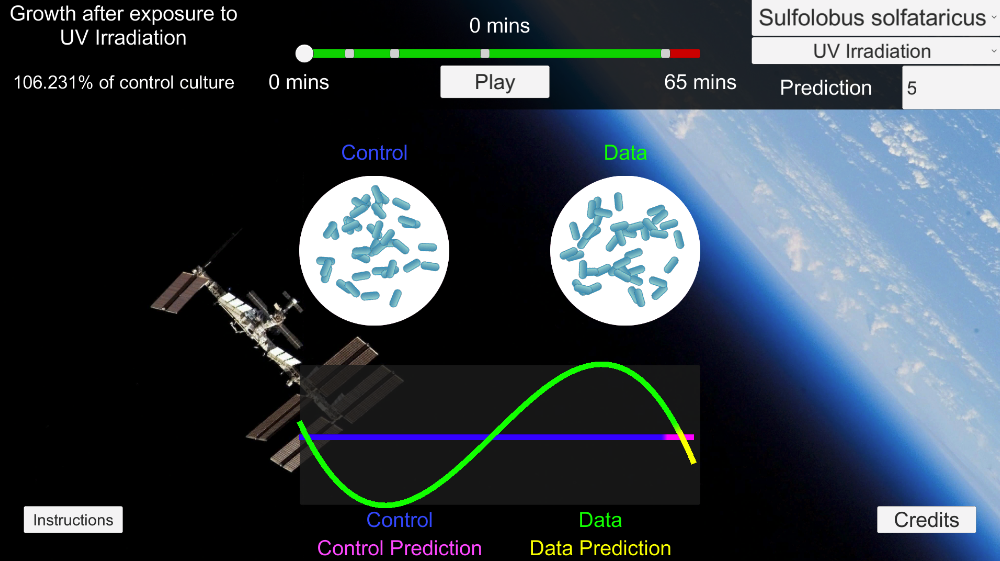 Growth after exposure to
UV Irradiation
106.231% of control culture
0 mins
0 mins
Play
65 mins
Sulfolobus solfataricus
UV Irradiation
Prediction
5
Control
Data
Control
Data
Control Prediction
Data Prediction
Instructions
Credits